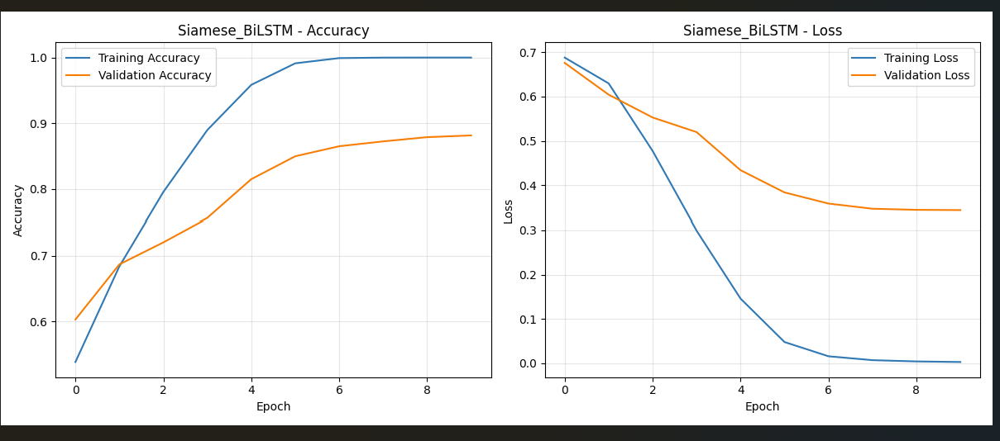 Siamese_BiLSTM - Accuracy
Training Accuracy
Validation Accuracy
1.0
0.9
0.8
0.7
0.6
Accuracy
0 2 4 6 8
Epoch
Siamese_BiLSTM - Loss
Training Loss
Validation Loss
0.7
0.6
0.5
0.4
0.3
0.2
0.1
0.0
Loss
0 2 4 6 8
Epoch